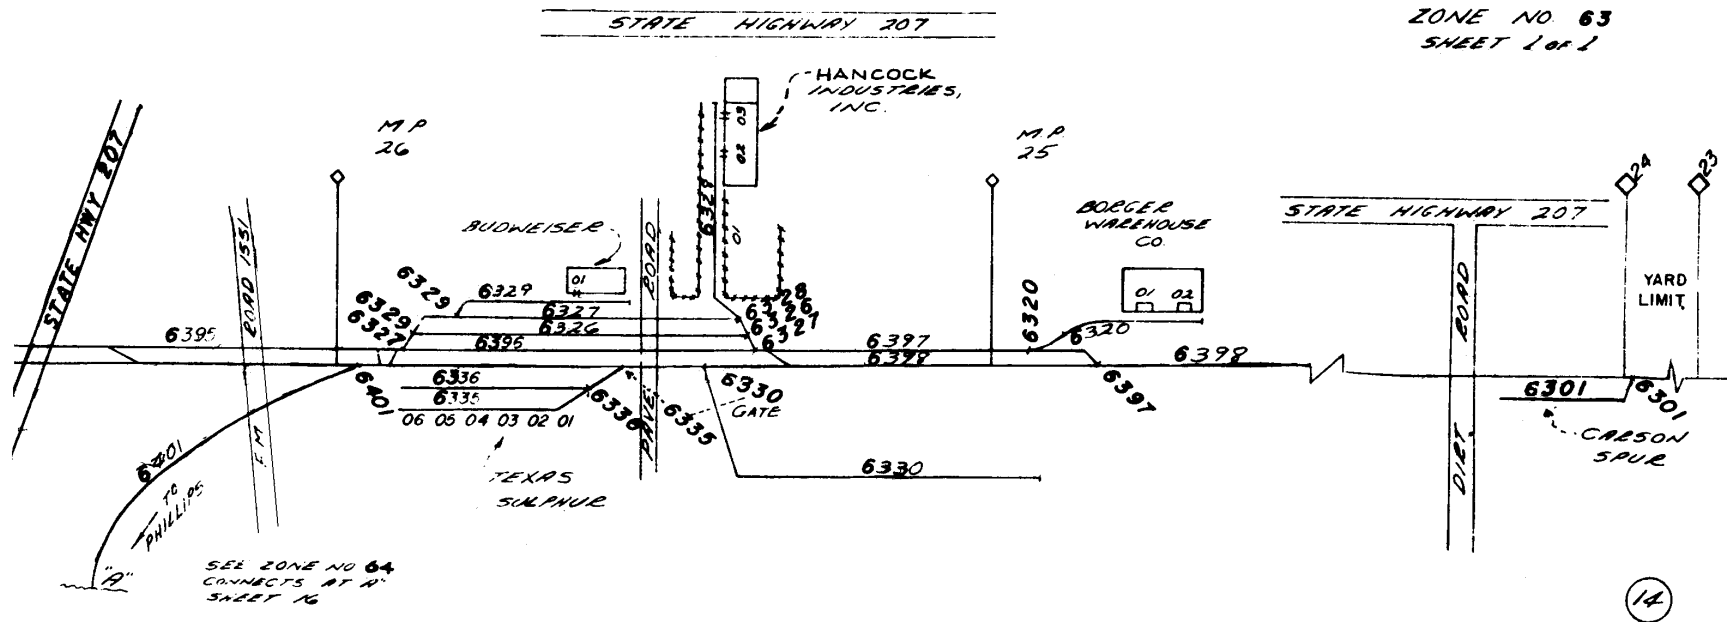 STATE HIGHWAY 207
ZONE NO. 63
SHEET 1 OF 1
HANCOCK
INDUSTRIES,
INC.
03
02
01
6328
M.P.
26
M.P.
25
24
23
STATE HWY 207
ROAD 1551
F M
BUDWEISER
01
ROAD
PAVE.
BORGER
WAREHOUSE
CO.
01 02
STATE HIGHWAY 207
YARD
LIMIT
ROAD
DIRT
6329
6329
6327
6329
6327
6326
6328
6327
6320
6320
6395
6396
6397
6398
6398
6397
6401
6336
6335
06 05 04 03 02 01
6336
6335
6330
GATE
6330
TEXAS
SULPHUR
6301
6301
CARSON
SPUR
6401
TO
PHILLIPS
"A"
SEE ZONE NO 64
CONNECTS AT "A"
SHEET 16
14